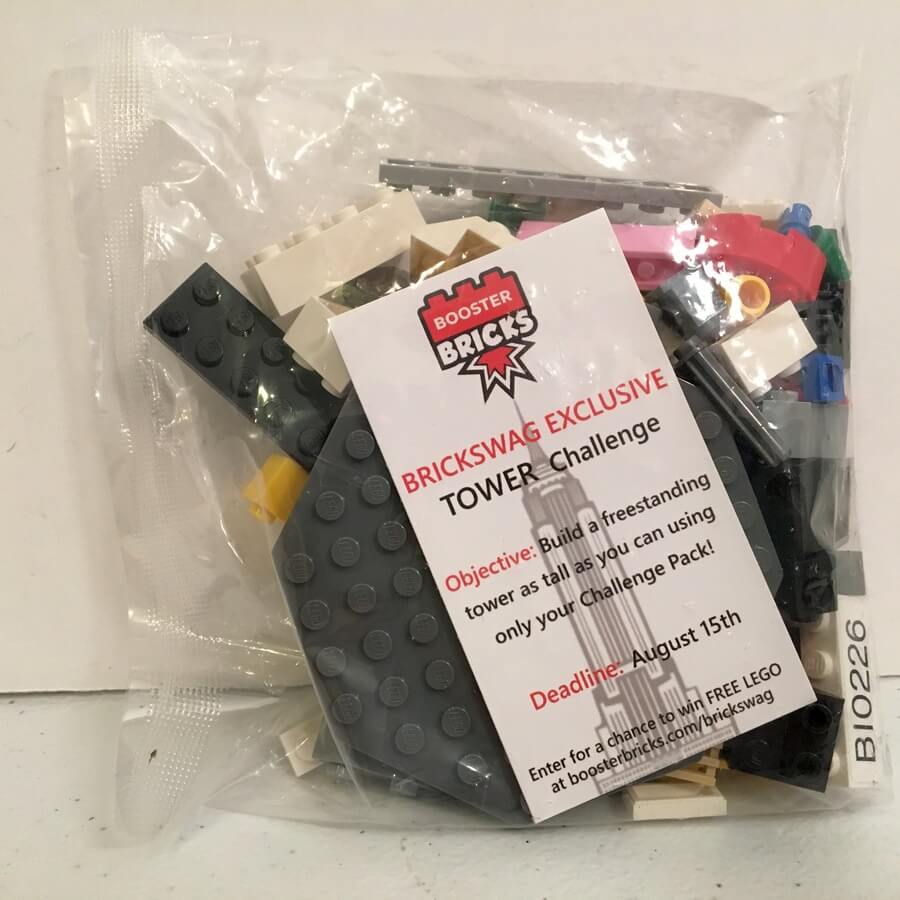 BOOSTER
BRICKS
BRICKSWAG EXCLUSIVE
TOWER Challenge
Objective: Build a freestanding
tower as tall as you can using
only your Challenge Pack!
Deadline: August 15th
Enter for a chance to win FREE LEGO
at boosterbricks.com/brickswag
BI0226